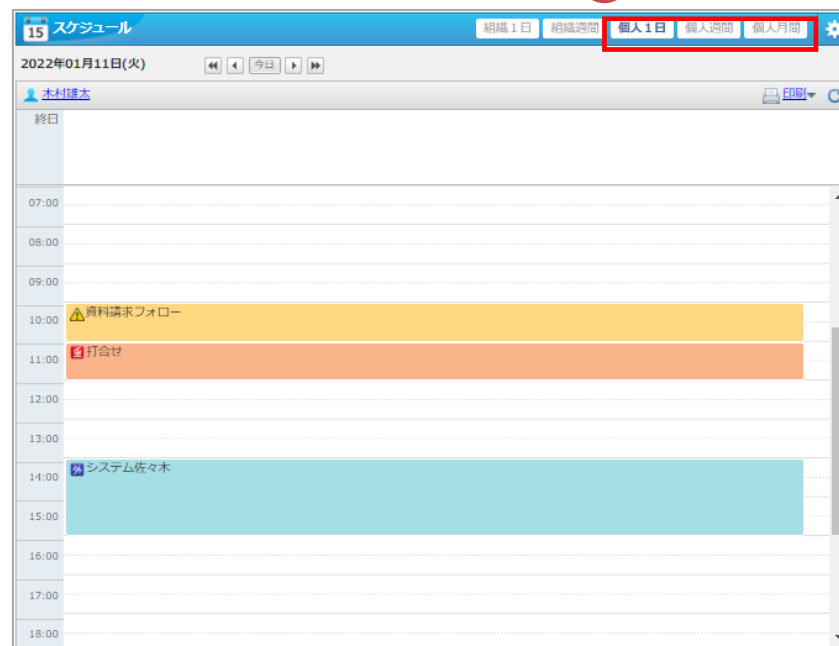 15 スケジュール 組織1日 組織週間 個人1日 個人週間 個人月間
2022年01月11日(火) 今日
木村雄太 印刷
終日
07:00
08:00
09:00
資料請求フォロー
10:00
重 打合せ
11:00
12:00
13:00
外 システム佐々木
14:00
15:00
16:00
17:00
18:00